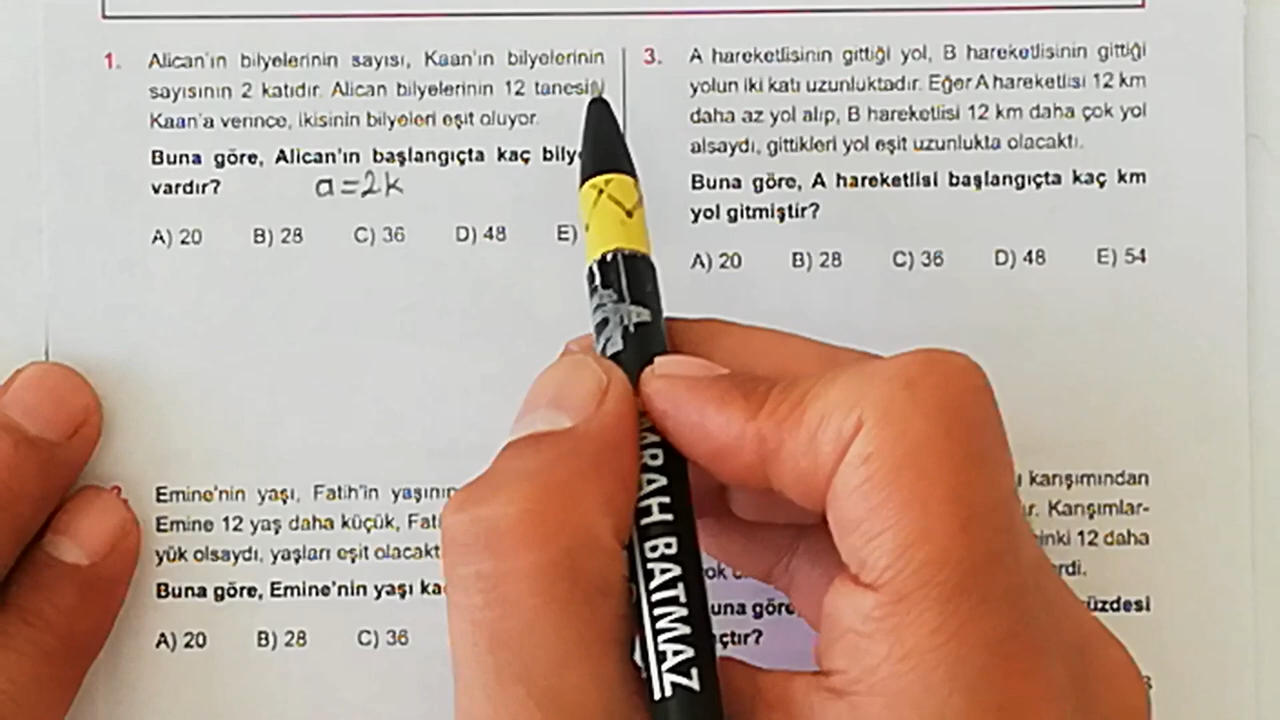 1. Alican'ın bilyelerinin sayısı, Kaan'ın bilyelerinin
sayısının 2 katıdır. Alican bilyelerinin 12 tanesini
Kaan'a verince, ikisinin bilyeleri eşit oluyor.
Buna göre, Alican'ın başlangıçta kaç bily
vardır?
a=2k
A) 20 B) 28 C) 36 D) 48 E)
Emine'nin yaşı, Fatih'in yaşının
Emine 12 yaş daha küçük, Fat
yük olsaydı, yaşları eşit olacakt
Buna göre, Emine'nin yaşı ka
A) 20 B) 28 C) 36
3. A hareketlisinin gittiği yol, B hareketlisinin gittiği
yolun iki katı uzunluktadır. Eğer A hareketlisi 12 km
daha az yol alıp, B hareketlisi 12 km daha çok yol
alsaydı, gittikleri yol eşit uzunlukta olacaktı.
Buna göre, A hareketlisi başlangıçta kaç km
yol gitmiştir?
A) 20 B) 28 C) 36 D) 48 E) 54
karışımından
r. Karışımlar-
inki 12 daha
ok rdi.
una göre, üzdesi
çtır?
MRAH BATMAZ